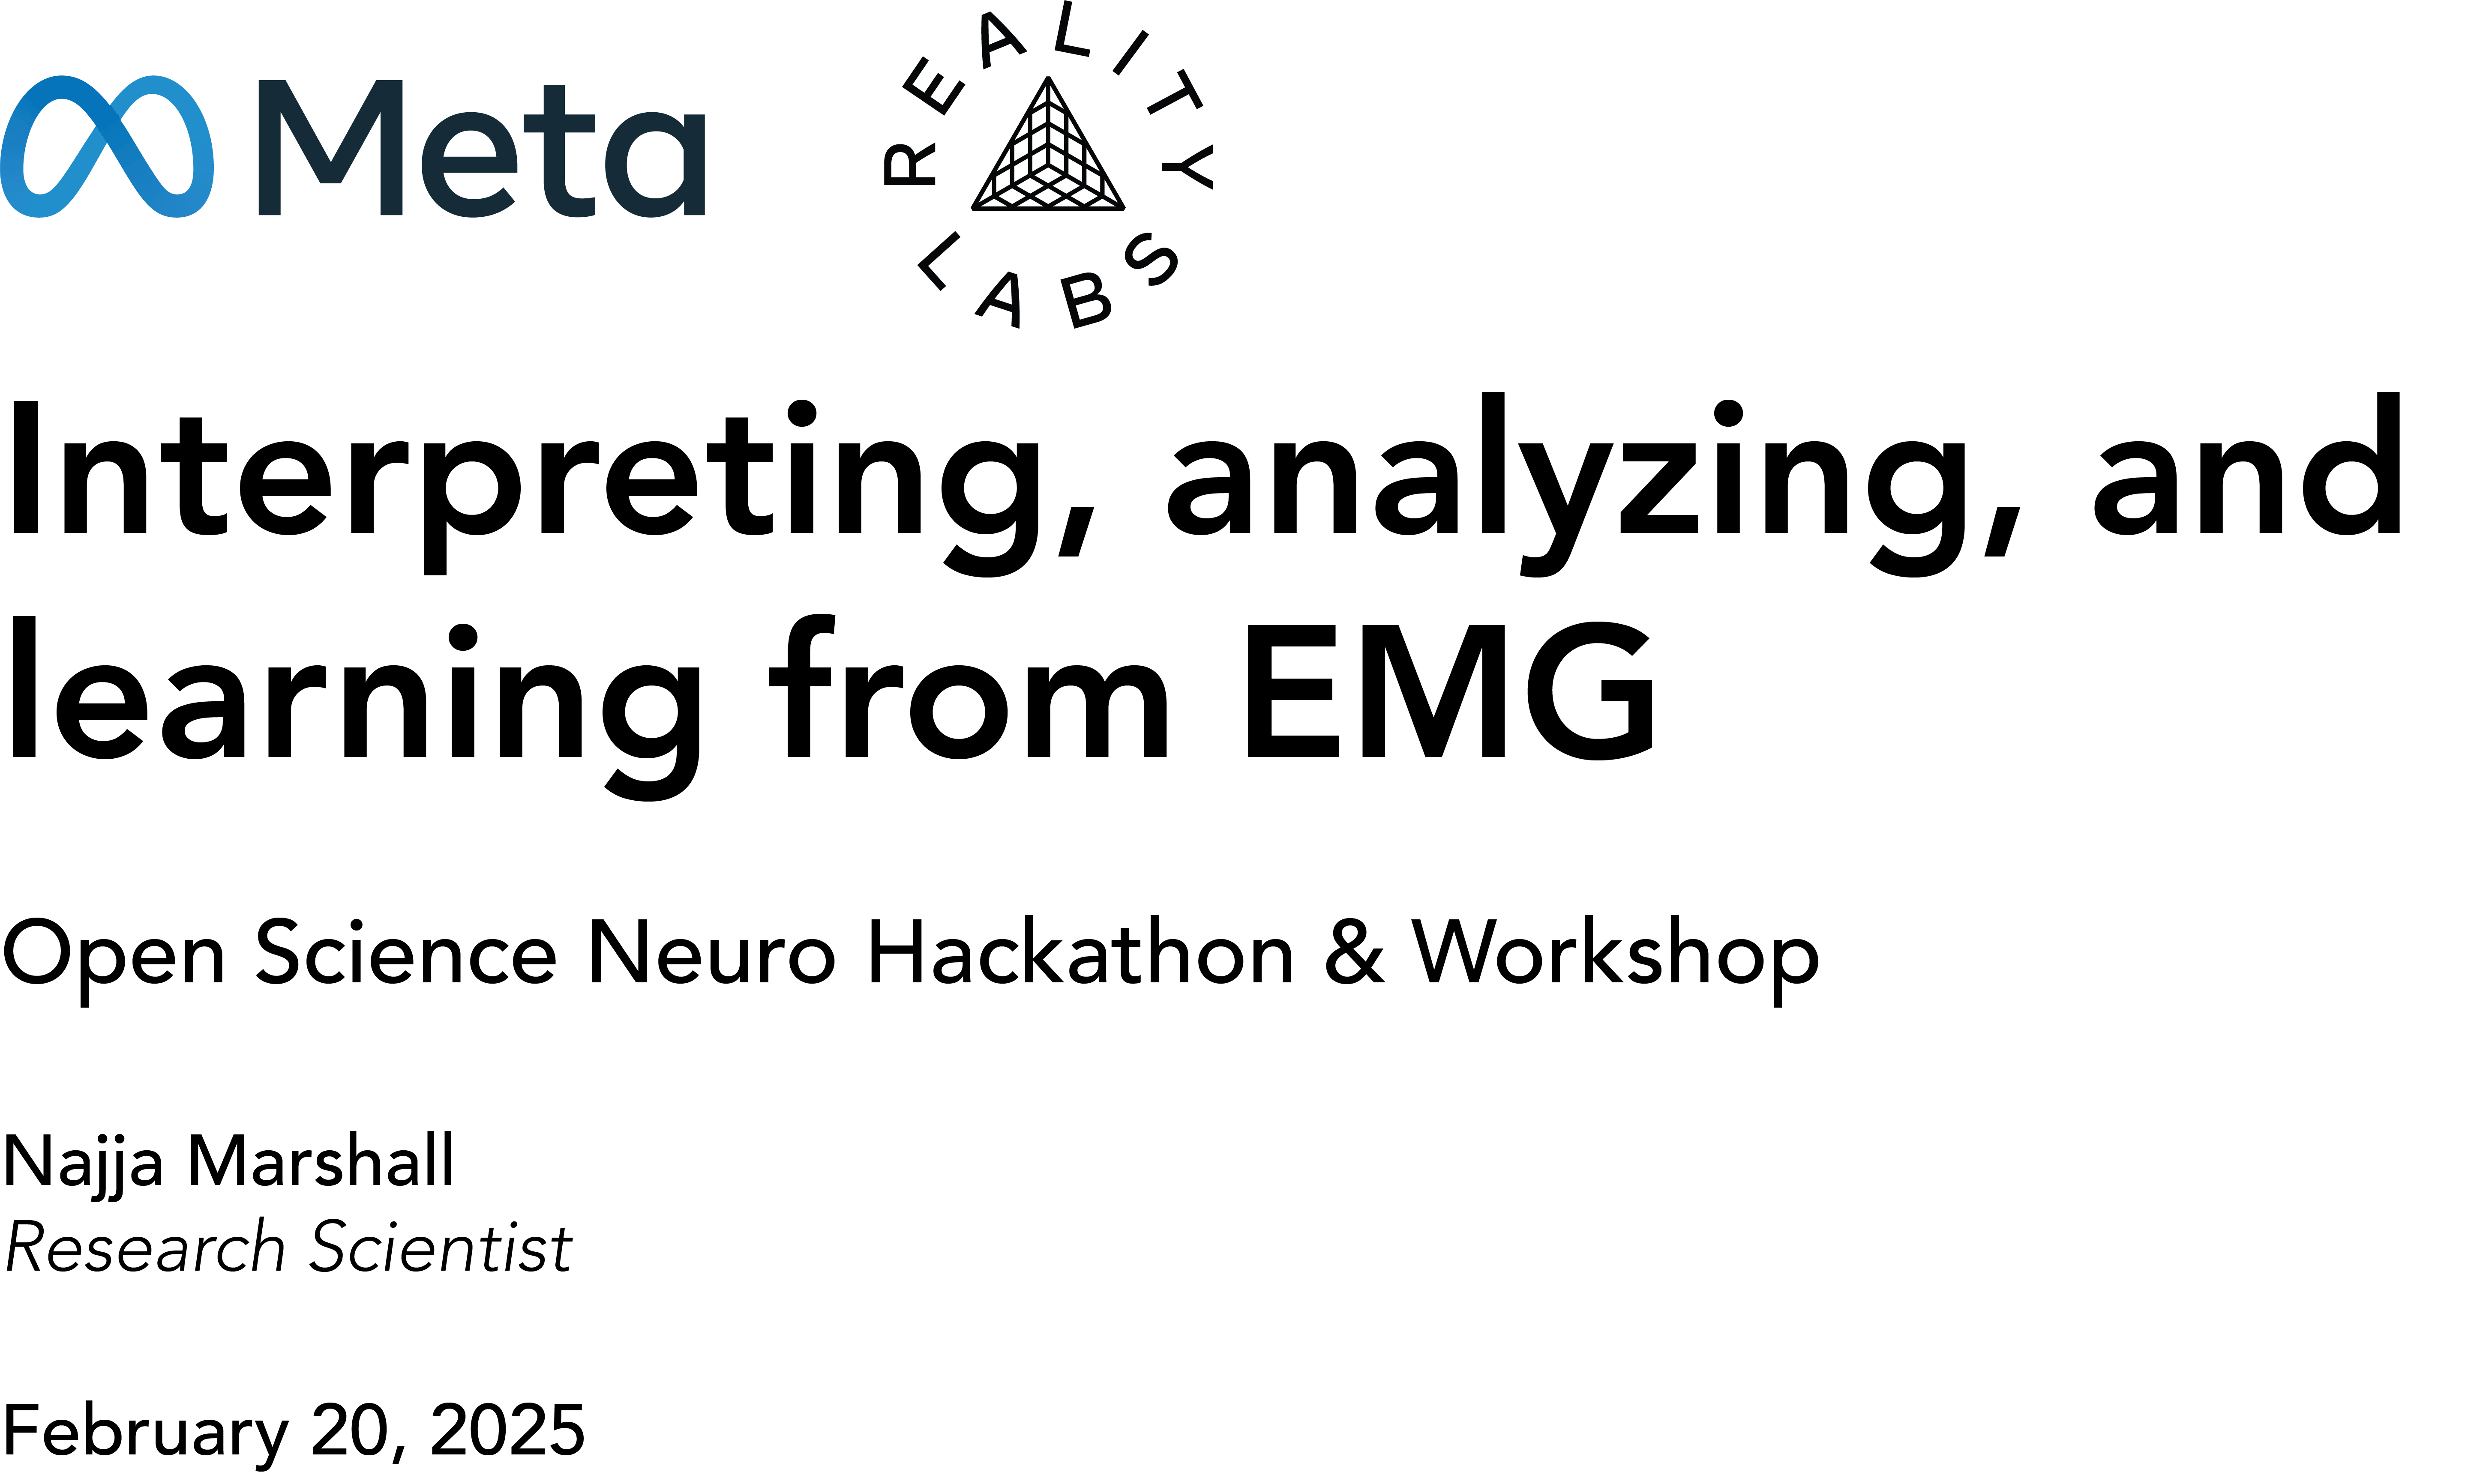 Meta
REALITY LABS
Interpreting, analyzing, and
learning from EMG
Open Science Neuro Hackathon & Workshop
Najja Marshall
Research Scientist
February 20, 2025